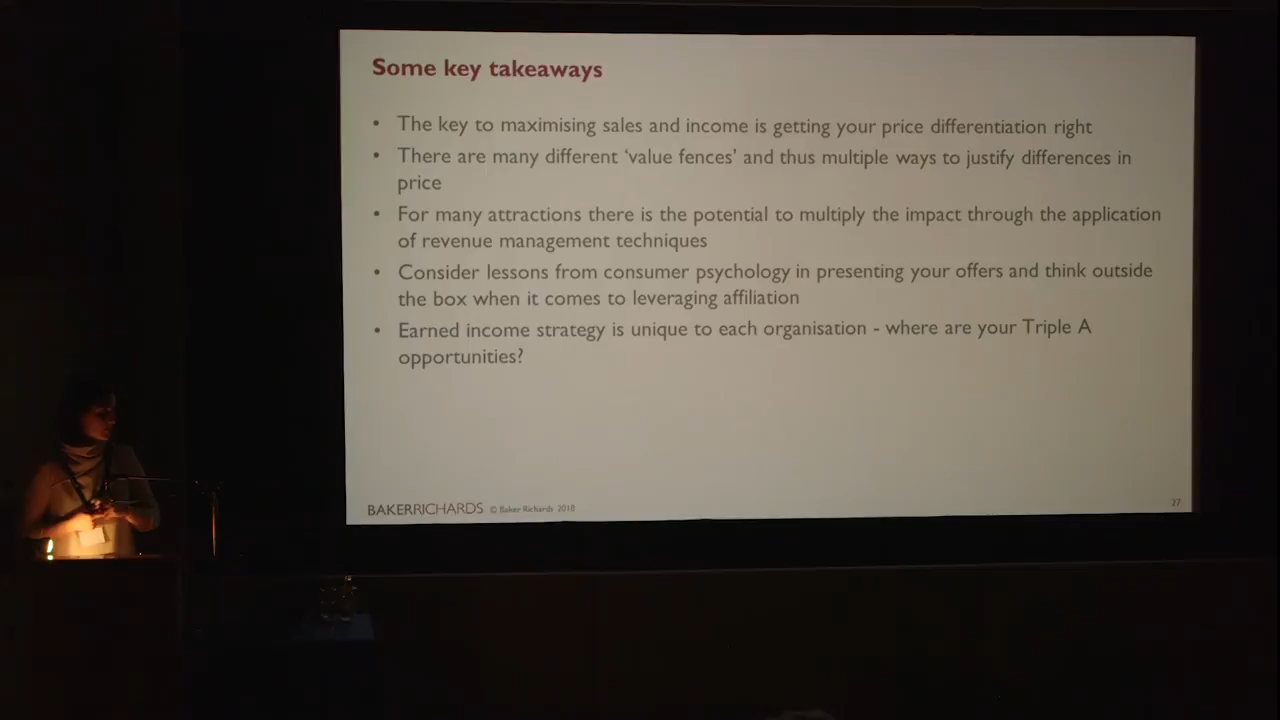 Some key takeaways
• The key to maximising sales and income is getting your price differentiation right
• There are many different ‘value fences’ and thus multiple ways to justify differences in
price
• For many attractions there is the potential to multiply the impact through the application
of revenue management techniques
• Consider lessons from consumer psychology in presenting your offers and think outside
the box when it comes to leveraging affiliation
• Earned income strategy is unique to each organisation - where are your Triple A
opportunities?
BAKERRICHARDS © Baker Richards 2018
37